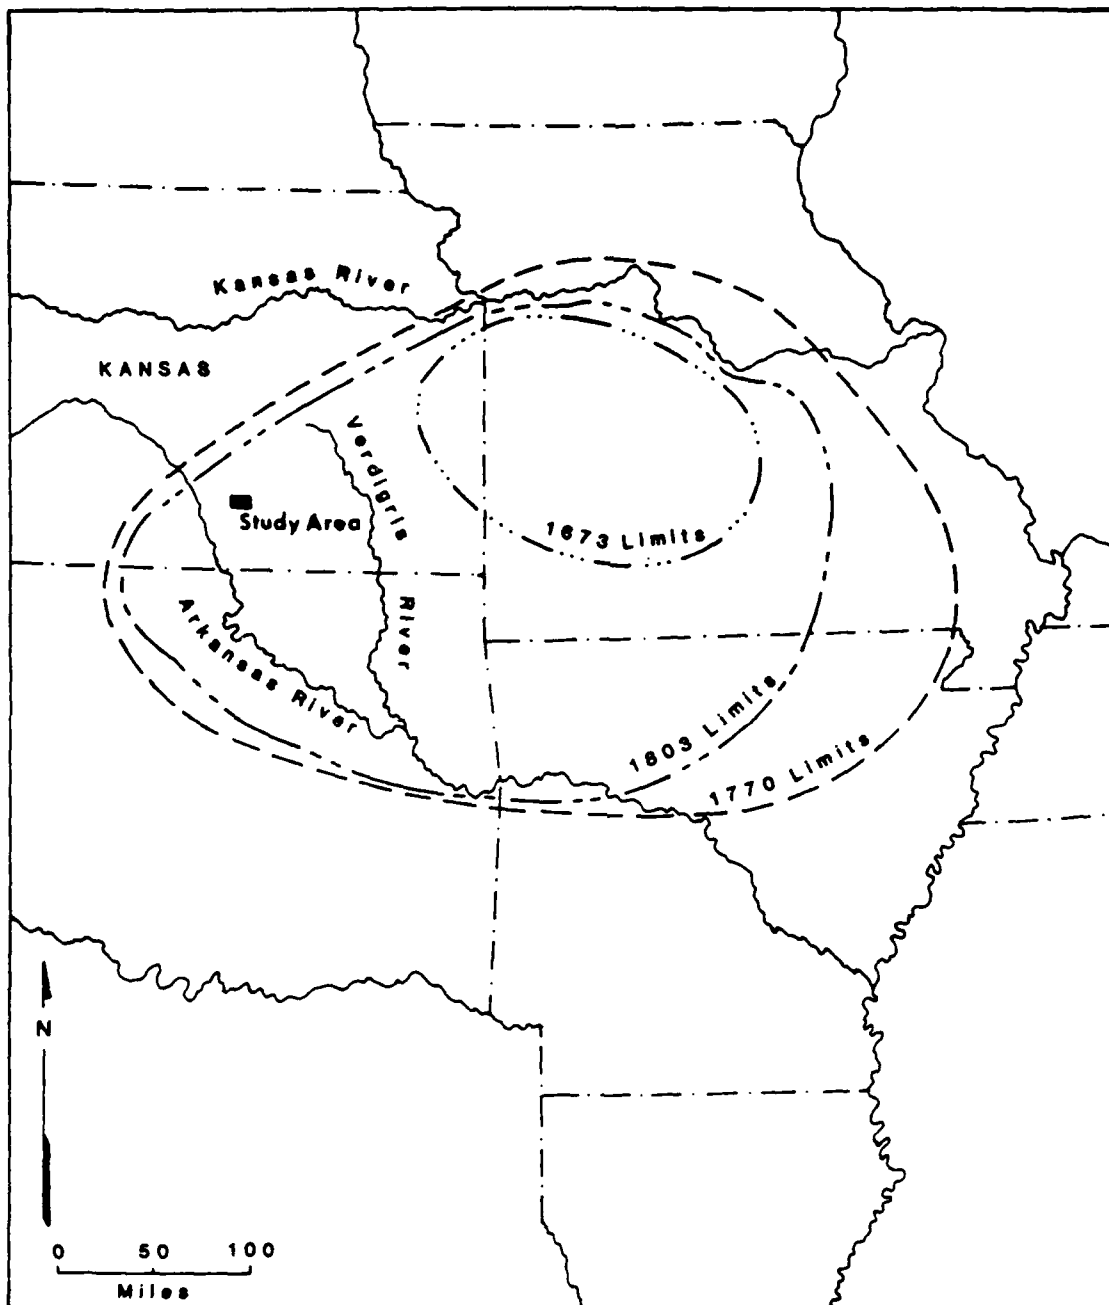 Kansas River
KANSAS
Verdigris
River
Study Area
1673 Limits
Arkansas River
1803 Limits
1770 Limits
N
0 50 100
Miles